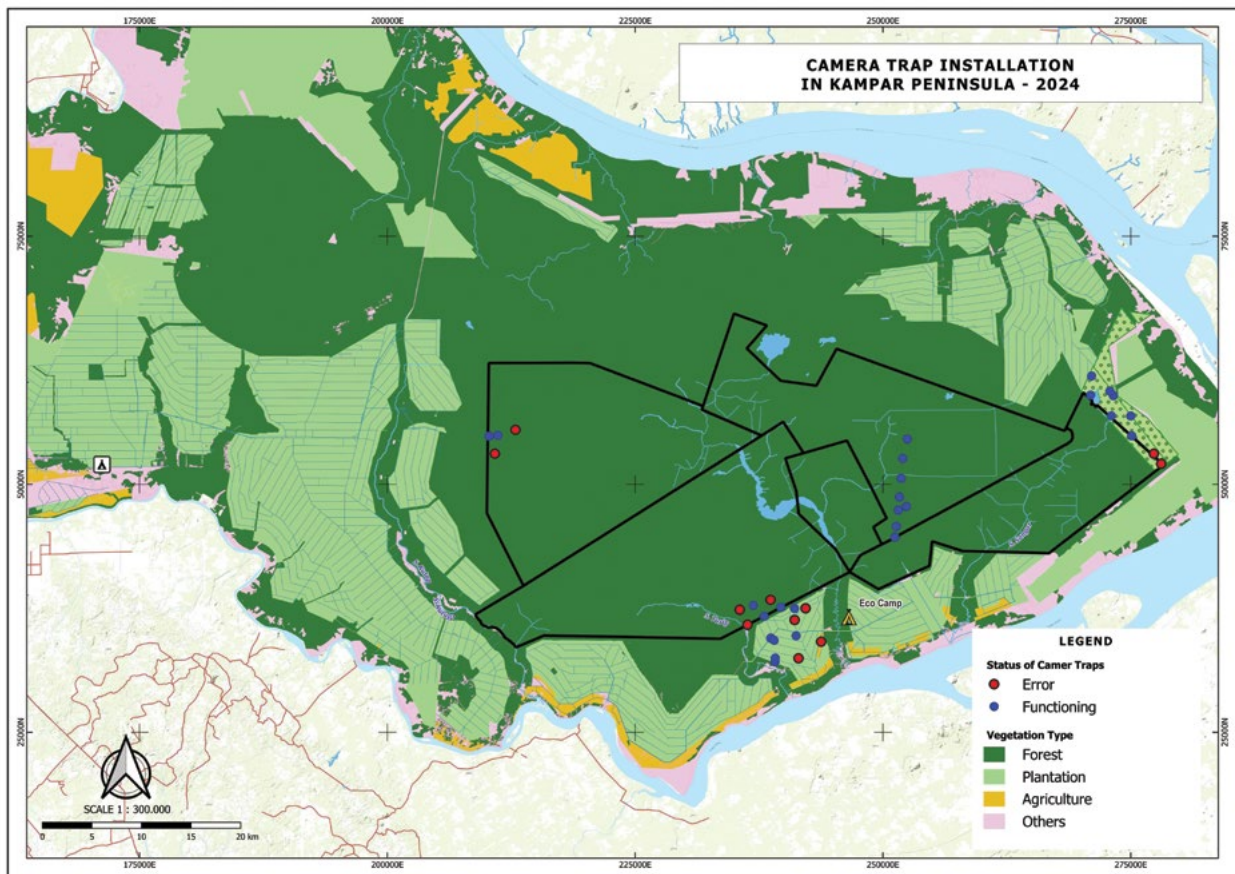 175000E
200000E
225000E
250000E
275000E
CAMERA TRAP INSTALLATION
IN KAMPAR PENINSULA - 2024
75000N
75000N
50000N
50000N
25000N
25000N
Eco Camp
LEGEND
Status of Camer Traps
Error
Functioning
Vegetation Type
Forest
Plantation
Agriculture
Others
SCALE 1 : 300.000
0
5
10
15
20 km
175000E
200000E
225000E
250000E
275000E